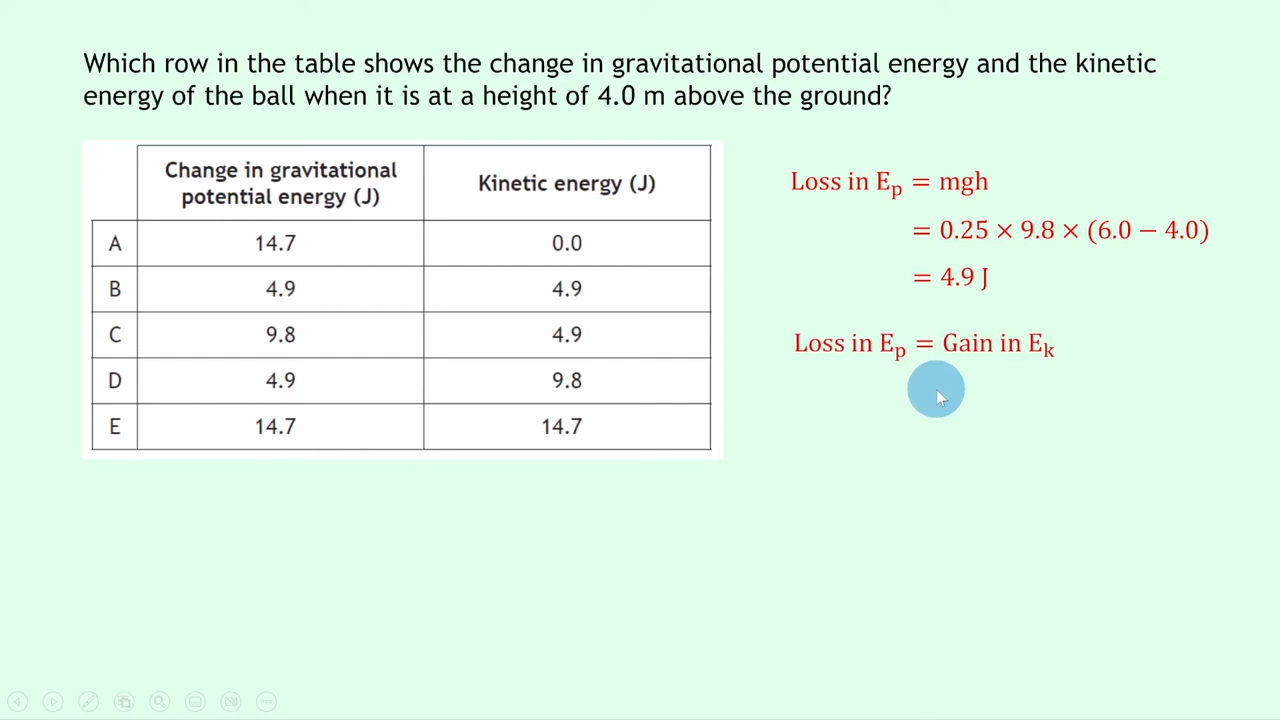 Which row in the table shows the change in gravitational potential energy and the kinetic
energy of the ball when it is at a height of 4.0 m above the ground?
Change in gravitational
potential energy (J)
Kinetic energy (J)
A 14.7 0.0
B 4.9 4.9
C 9.8 4.9
D 4.9 9.8
E 14.7 14.7
Loss in Eₚ = mgh
= 0.25 × 9.8 × (6.0 − 4.0)
= 4.9 J
Loss in Eₚ = Gain in Eₖ